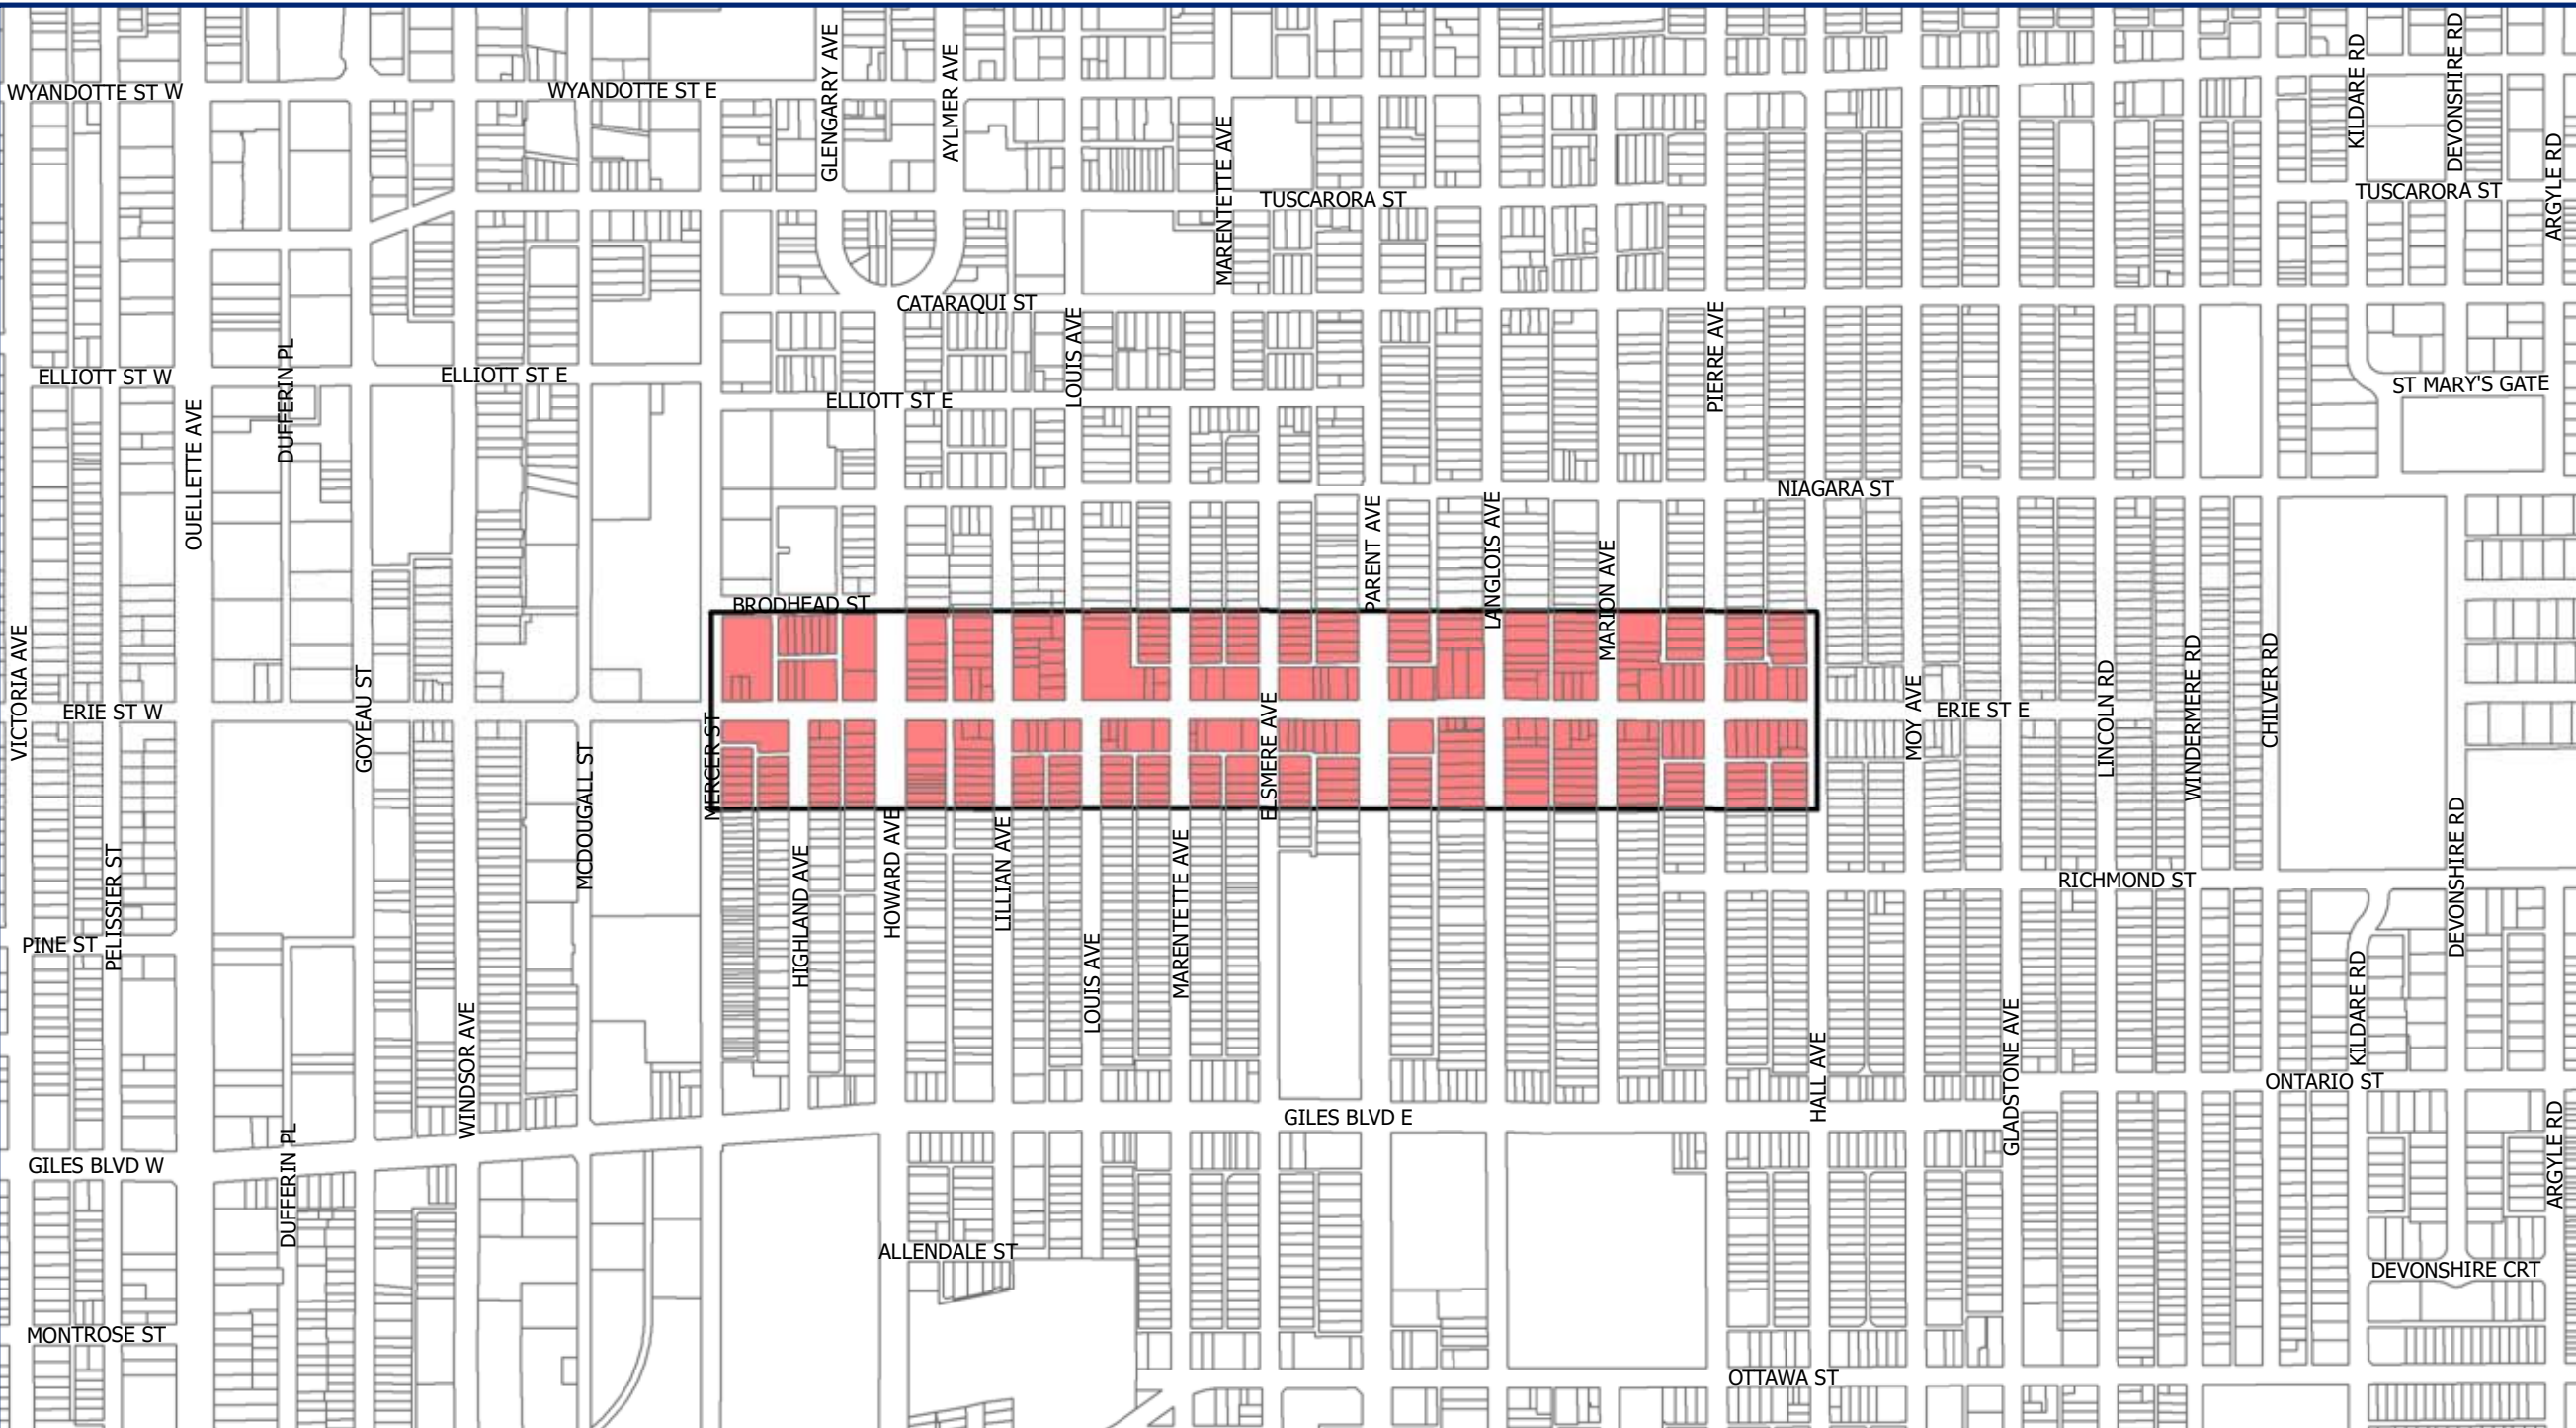 GLENGARRY AVE
AYLMER AVE
KILDARE RD
DEVONSHIRE RD
WYANDOTTE ST W
WYANDOTTE ST E
MARENTETTE AVE
ARGYLE RD
TUSCARORA ST
TUSCARORA ST
CATARAQUI ST
LOUIS AVE
PIERRE AVE
DUFFERIN PL
ELLIOTT ST W
ELLIOTT ST E
ST MARY'S GATE
ELLIOTT ST E
OUELLETTE AVE
NIAGARA ST
PARENT AVE
LANGLOIS AVE
MARION AVE
BRODHEAD ST
VICTORIA AVE
GOYEAU ST
ERIE ST W
MERCER ST
ELSMERE AVE
MOY AVE
ERIE ST E
LINCOLN RD
WINDERMERE RD
CHILVER RD
MCDOUGALL ST
PELISSIER ST
HIGHLAND AVE
HOWARD AVE
LILLIAN AVE
MARENTETTE AVE
RICHMOND ST
DEVONSHIRE RD
PINE ST
LOUIS AVE
WINDSOR AVE
KILDARE RD
HALL AVE
GLADSTONE AVE
ONTARIO ST
GILES BLVD E
GILES BLVD W
DUFFERIN PL
ARGYLE RD
ALLENDALE ST
DEVONSHIRE CRT
MONTROSE ST
OTTAWA ST